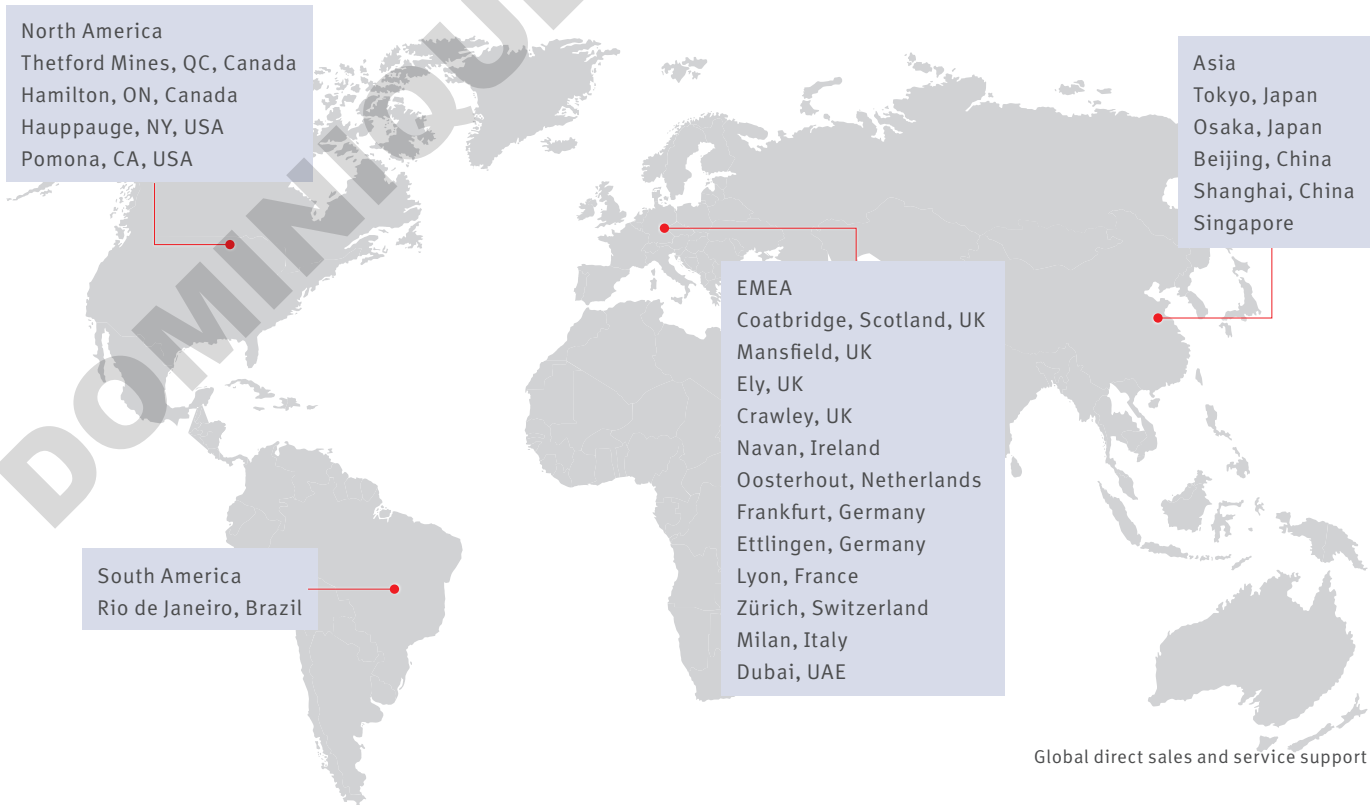 North America
Thetford Mines, QC, Canada
Hamilton, ON, Canada
Hauppauge, NY, USA
Pomona, CA, USA
Asia
Tokyo, Japan
Osaka, Japan
Beijing, China
Shanghai, China
Singapore
EMEA
Coatbridge, Scotland, UK
Mansfield, UK
Ely, UK
Crawley, UK
Navan, Ireland
Oosterhout, Netherlands
Frankfurt, Germany
Ettlingen, Germany
Lyon, France
Zürich, Switzerland
Milan, Italy
Dubai, UAE
South America
Rio de Janeiro, Brazil
Global direct sales and service support